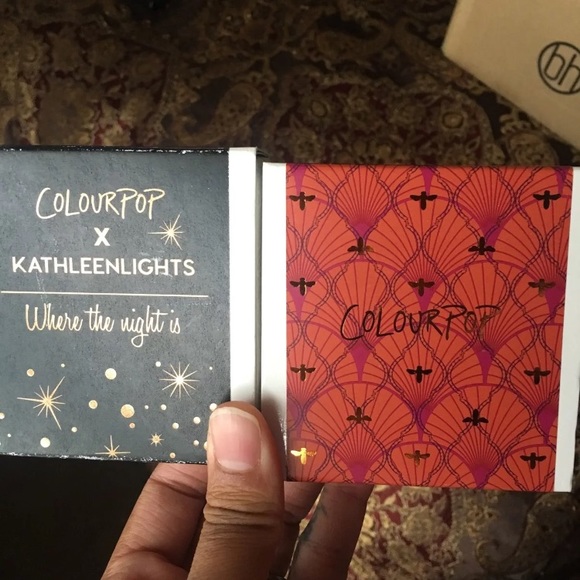 COLOURPOP
X
KATHLEENLIGHTS
Where the night is
COLOURPOP
bh